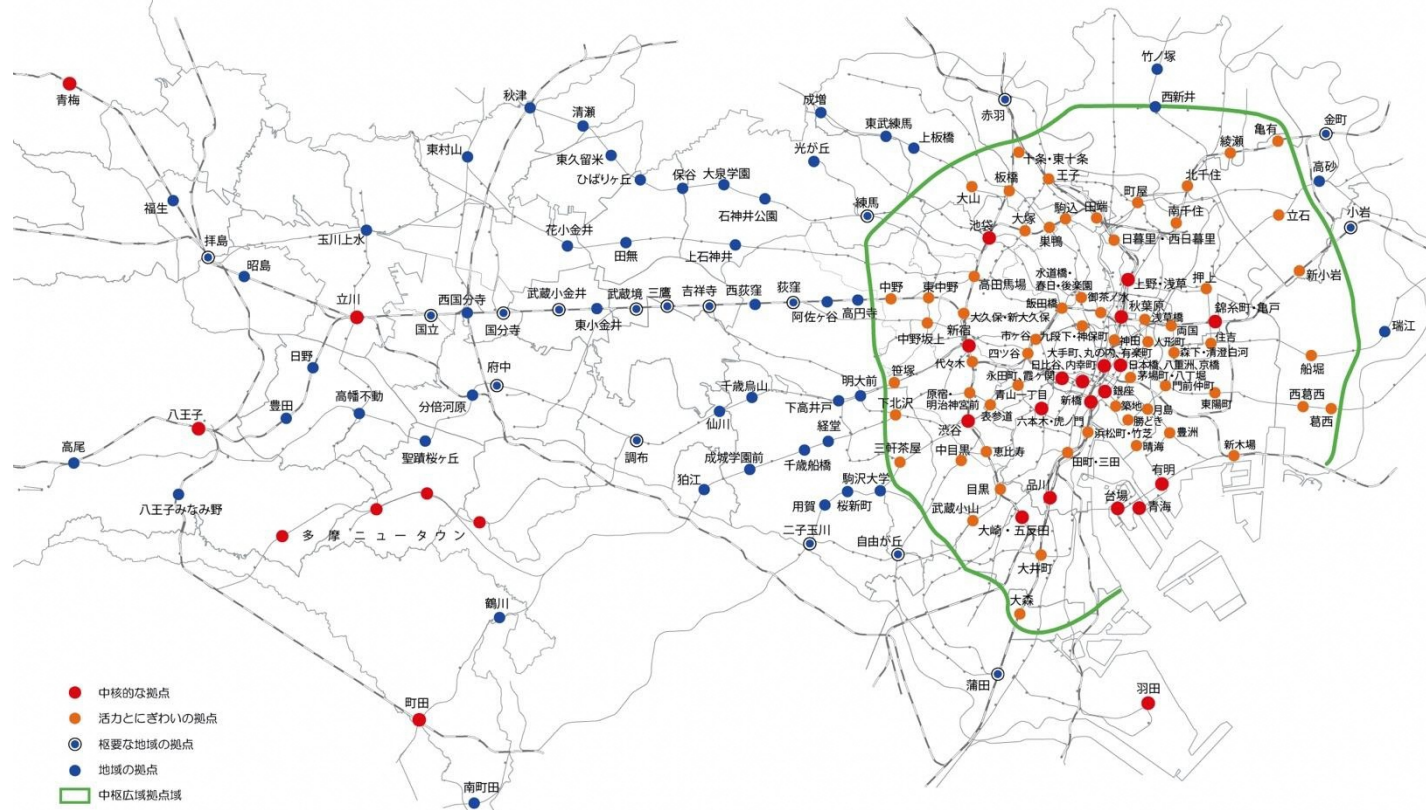 青梅
福生
拝島
昭島
玉川上水
東村山
秋津
清瀬
東久留米
ひばりヶ丘
保谷
大泉学園
石神井公園
花小金井
田無
上石神井
成増
東武練馬
上板橋
光が丘
練馬
赤羽
竹ノ塚
西新井
綾瀬
亀有
金町
高砂
小岩
立石
新小岩
瑞江
船堀
西葛西
葛西
十条・東十条
板橋
王子
大山
大塚
駒込
田端
巣鴨
池袋
町屋
北千住
南千住
日暮里・西日暮里
上野・浅草
押上
錦糸町・亀戸
高田馬場
水道橋・
春日・後楽園
飯田橋
御茶ノ水
秋葉原
浅草橋
両国
住吉
立川
国立
西国分寺
国分寺
武蔵小金井
東小金井
武蔵境
三鷹
吉祥寺
西荻窪
荻窪
阿佐ヶ谷
高円寺
中野
東中野
中野坂上
大久保・新大久保
新宿
代々木
市ヶ谷
九段下・神保町
神田
人形町
四ツ谷
大手町、丸の内、有楽町
森下・清澄白河
日比谷、内幸町
日本橋、八重洲、京橋
永田町、霞ヶ関
茅場町・八丁堀
銀座
門前仲町
東陽町
原宿・
明治神宮前
青山一丁目
新橋
築地
月島
表参道
六本木・虎ノ門
勝どき
渋谷
恵比寿
浜松町・竹芝
晴海
豊洲
新木場
中目黒
田町・三田
有明
目黒
品川
台場
青海
武蔵小山
大崎・五反田
大井町
大森
蒲田
羽田
笹塚
下北沢
三軒茶屋
明大前
下高井戸
千歳烏山
仙川
経堂
千歳船橋
成城学園前
狛江
調布
駒沢大学
桜新町
用賀
二子玉川
自由が丘
日野
豊田
高幡不動
府中
分倍河原
聖蹟桜ヶ丘
八王子
高尾
八王子みなみ野
多摩ニュータウン
鶴川
町田
南町田
中核的な拠点
活力とにぎわいの拠点
枢要な地域の拠点
地域の拠点
中枢広域拠点域